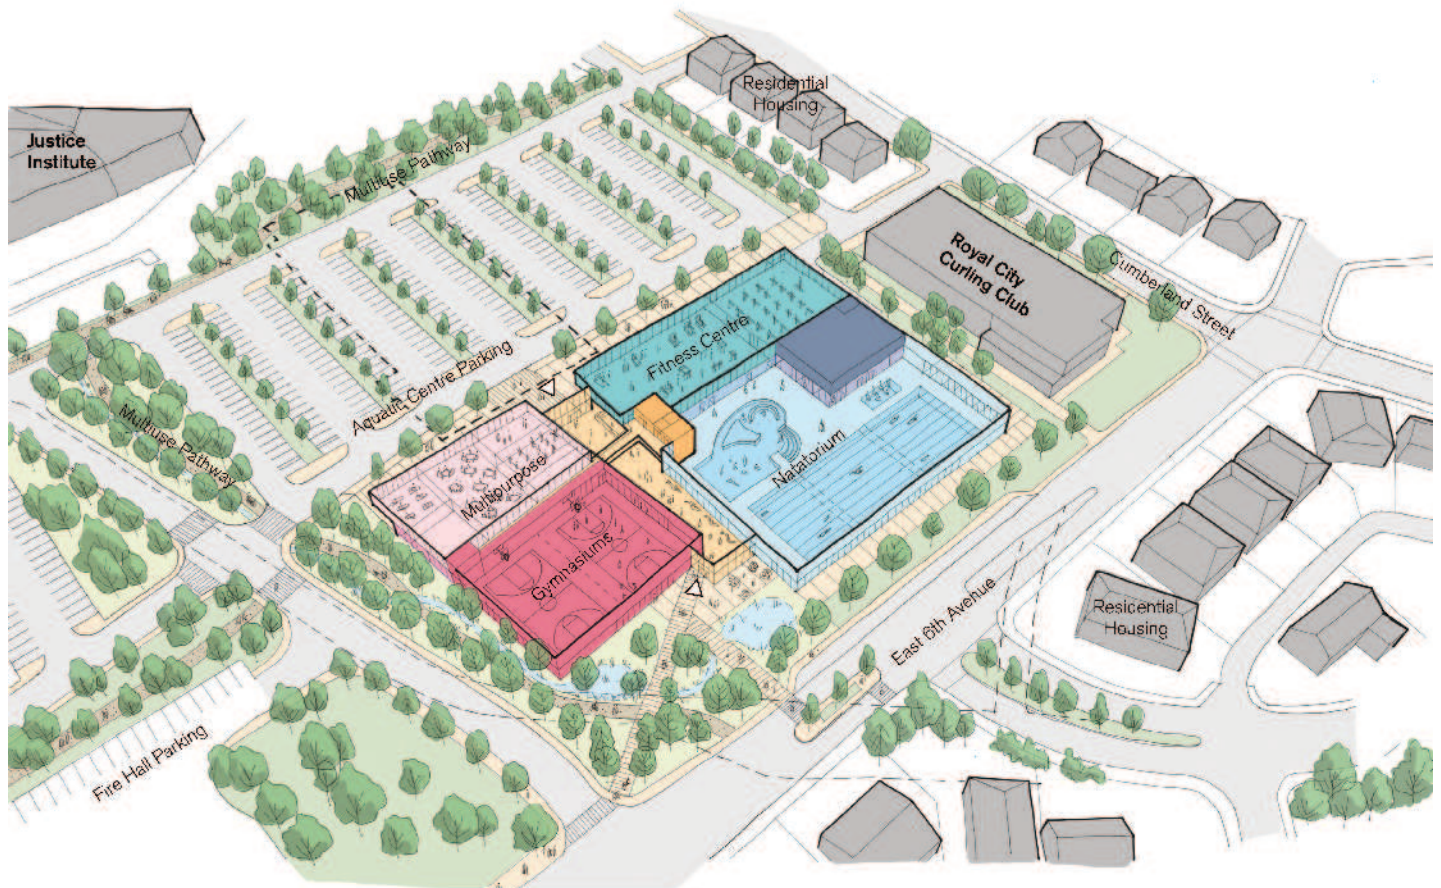 Residential
Housing
Justice
Institute
Multiuse Pathway
Royal City
Curling Club
Cumberland Street
Fitness Centre
Aquatic Centre Parking
Multiuse Pathway
Multipurpose
Natatorium
Gymnasiums
East 6th Avenue
Residential
Housing
Fire Hall Parking